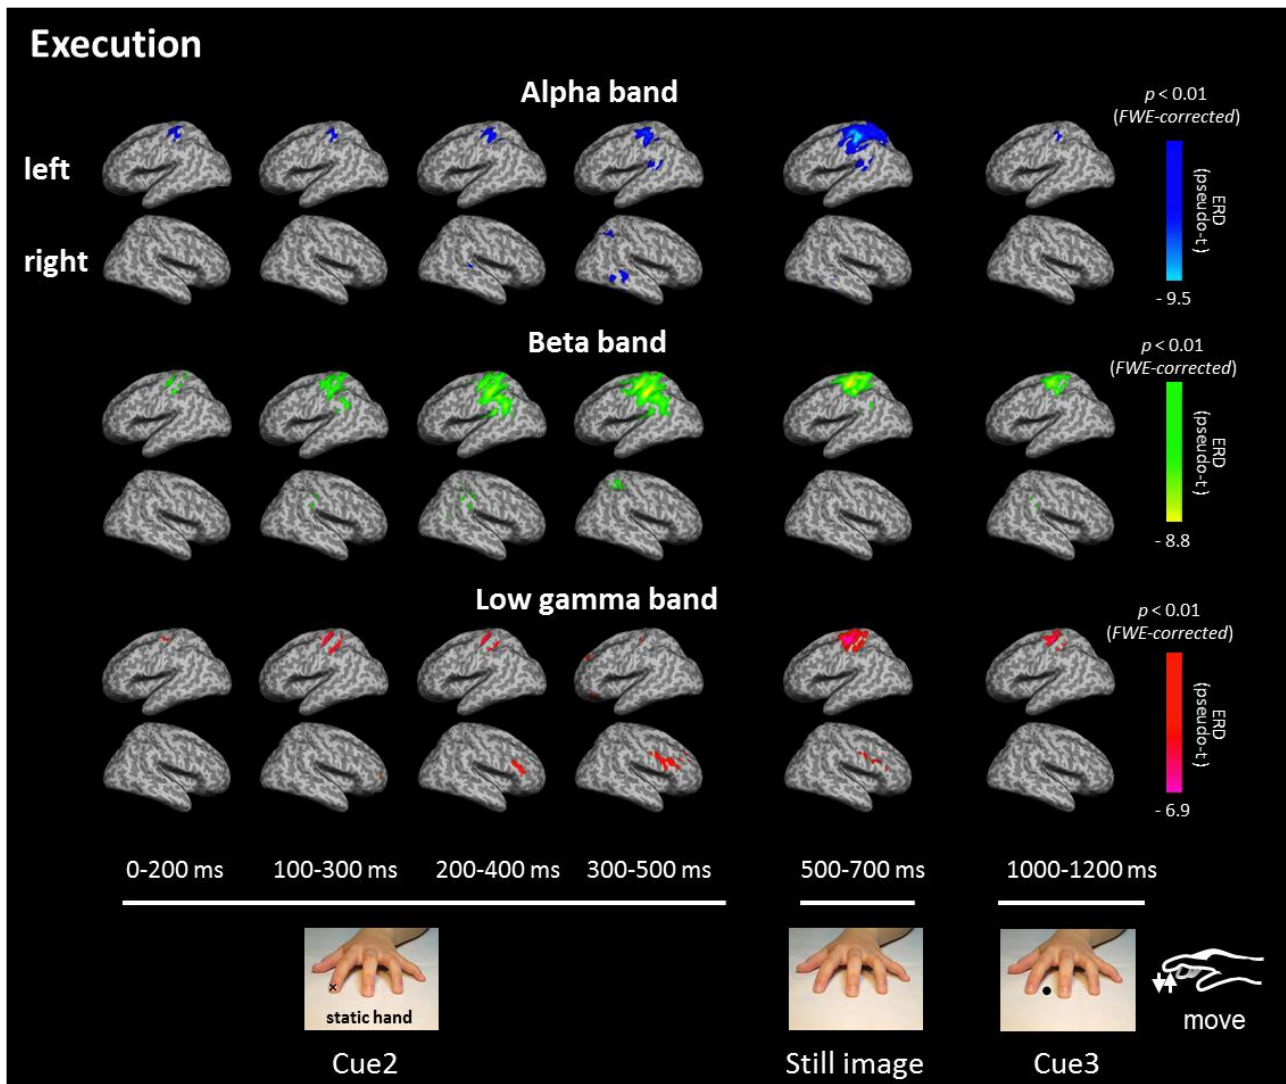 Execution
Alpha band
p < 0.01
(FWE-corrected)
left
right
ERD
(pseudo-t)
- 9.5
Beta band
p < 0.01
(FWE-corrected)
ERD
(pseudo-t)
- 8.8
Low gamma band
p < 0.01
(FWE-corrected)
ERD
(pseudo-t)
- 6.9
0-200 ms
100-300 ms
200-400 ms
300-500 ms
500-700 ms
1000-1200 ms
×
static hand
move
Cue2
Still image
Cue3